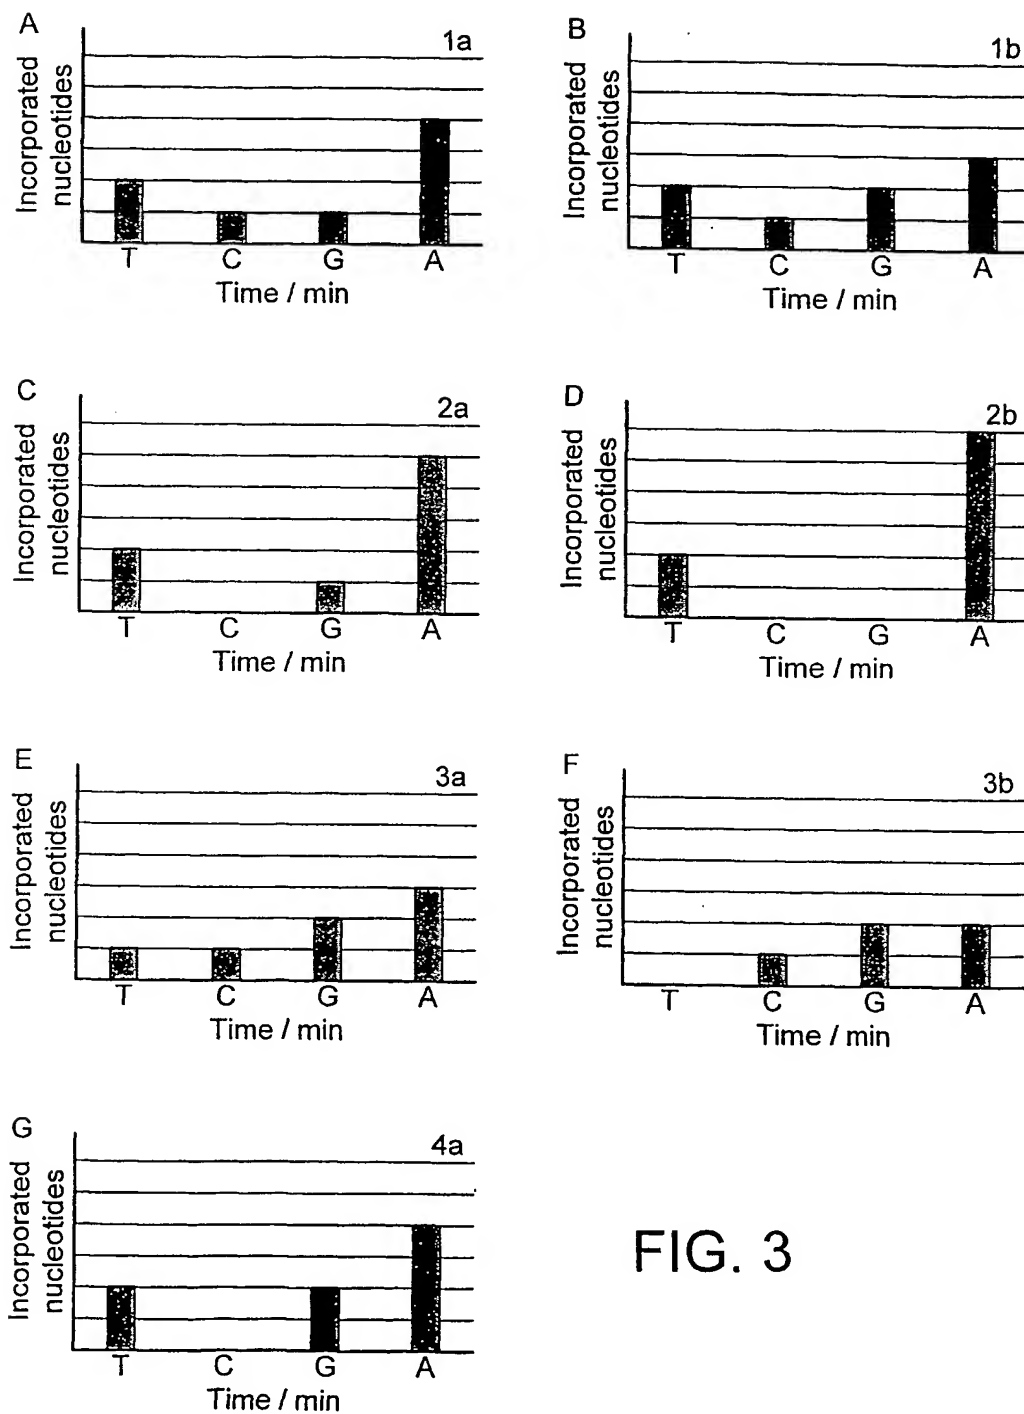 A
1a
Incorporated
nucleotides
T C G A
Time / min
B
1b
Incorporated
nucleotides
T C G A
Time / min
C
2a
Incorporated
nucleotides
T C G A
Time / min
D
2b
Incorporated
nucleotides
T C G A
Time / min
E
3a
Incorporated
nucleotides
T C G A
Time / min
F
3b
Incorporated
nucleotides
T C G A
Time / min
G
4a
Incorporated
nucleotides
T C G A
Time / min
FIG. 3